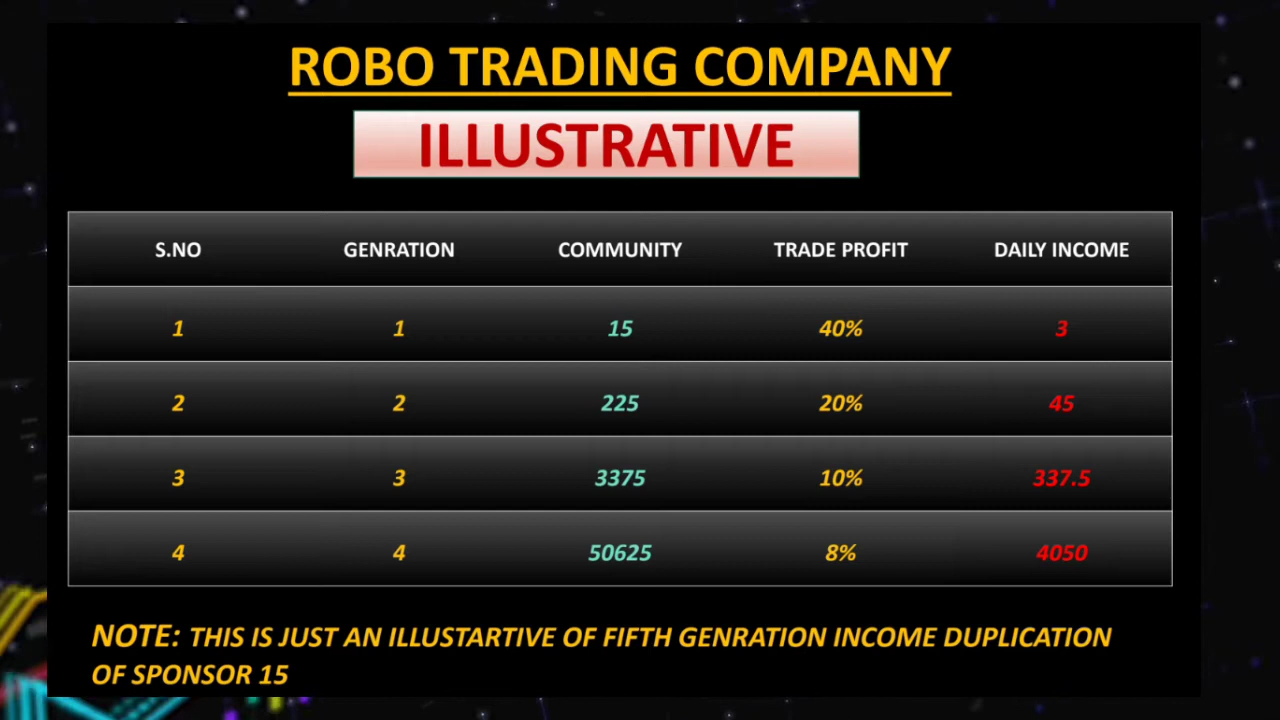 ROBO TRADING COMPANY
ILLUSTRATIVE
S.NO GENRATION COMMUNITY TRADE PROFIT DAILY INCOME
1 1 15 40% 3
2 2 225 20% 45
3 3 3375 10% 337.5
4 4 50625 8% 4050
NOTE: THIS IS JUST AN ILLUSTARTIVE OF FIFTH GENRATION INCOME DUPLICATION
OF SPONSOR 15